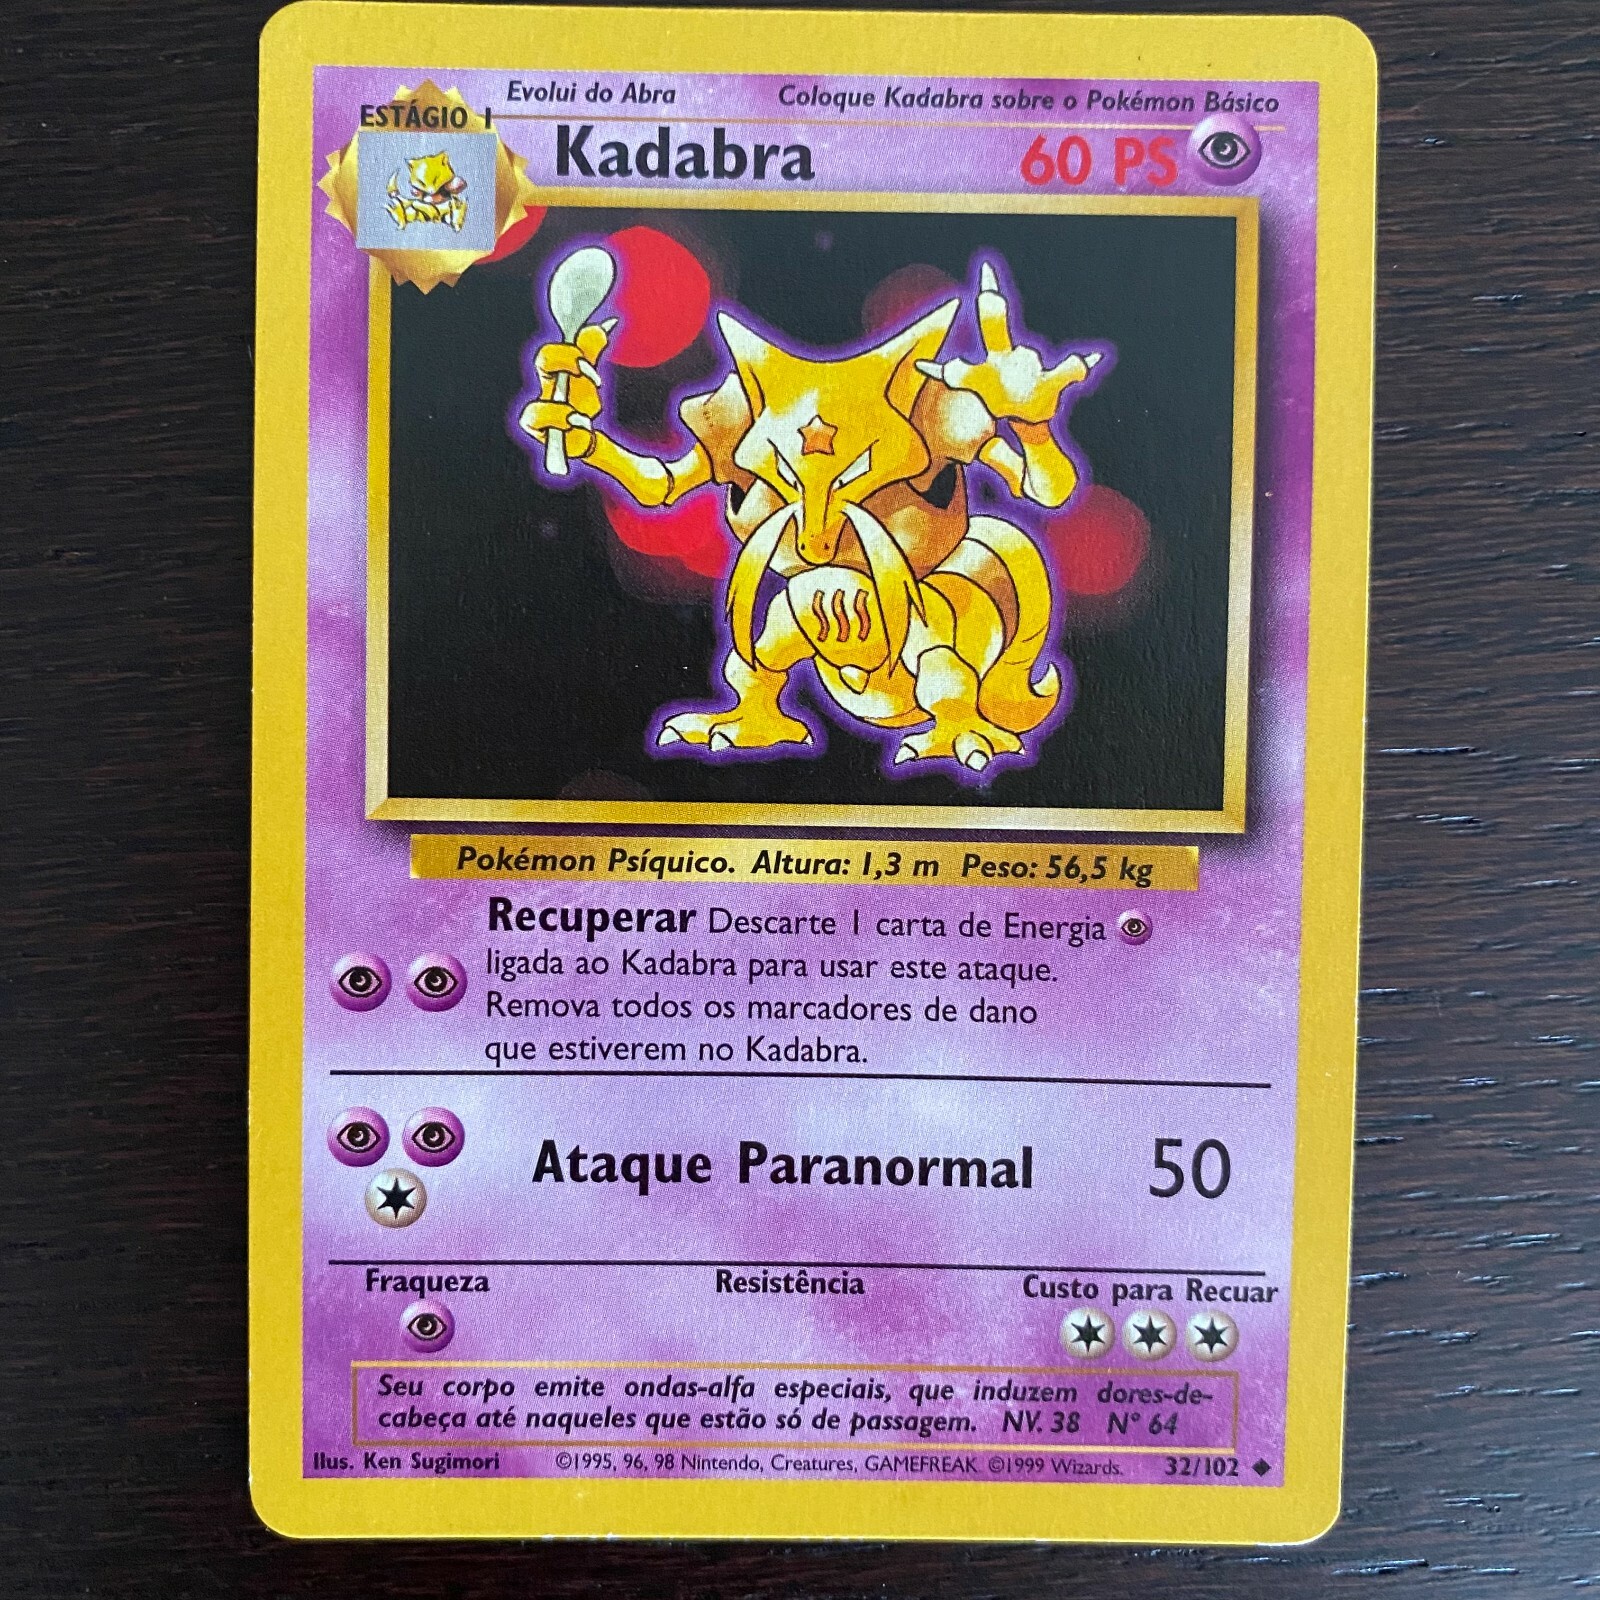 Evolui do Abra Coloque Kadabra sobre o Pokémon Básico
ESTÁGIO 1
Kadabra 60 PS
Pokémon Psíquico. Altura: 1,3 m Peso: 56,5 kg
Recuperar Descarte 1 carta de Energia
ligada ao Kadabra para usar este ataque.
Remova todos os marcadores de dano
que estiverem no Kadabra.
Ataque Paranormal 50
Fraqueza Resistência Custo para Recuar
Seu corpo emite ondas-alfa especiais, que induzem dores-de-
cabeça até naqueles que estão só de passagem. NV. 38 Nº 64
Ilus. Ken Sugimori ©1995, 96, 98 Nintendo, Creatures, GAMEFREAK. ©1999 Wizards. 32/102